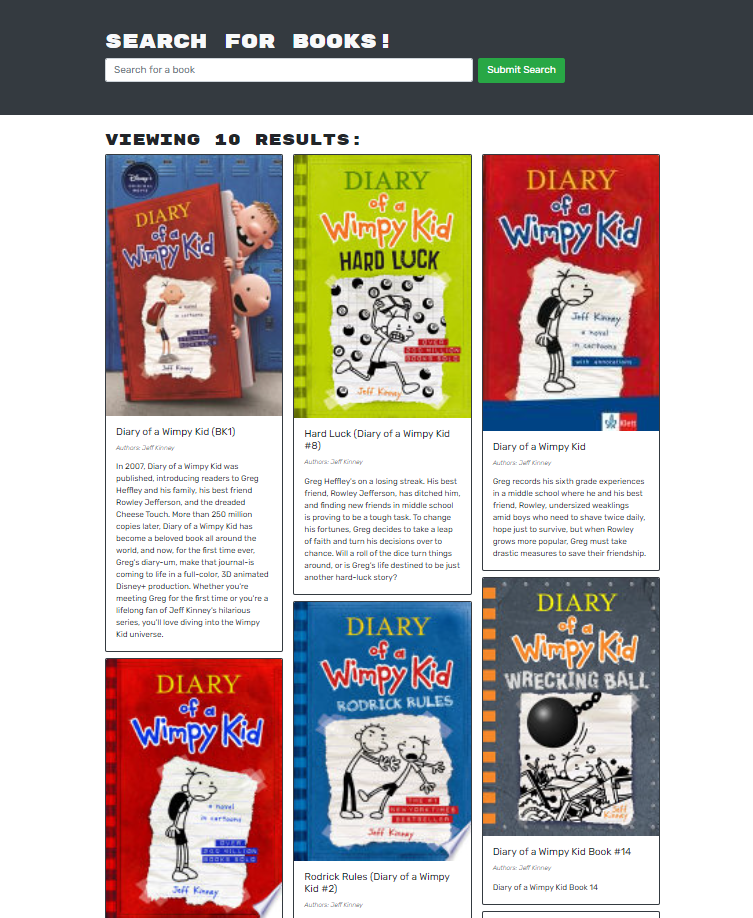 SEARCH FOR BOOKS!
Search for a book
Submit Search
VIEWING 10 RESULTS:
Disney+
ORIGINAL
MOVIE
DIARY
of a
Wimpy Kid
a novel
in cartoons
OVER
BOOKS SOLD
Jeff Kinney
Diary of a Wimpy Kid (BK1)
Authors: Jeff Kinney
In 2007, Diary of a Wimpy Kid was
published, introducing readers to Greg
Heffley and his family, his best friend
Rowley Jefferson, and the dreaded
Cheese Touch. More than 250 million
copies later, Diary of a Wimpy Kid has
become a beloved book all around the
world, and now, for the first time ever,
Greg's diary-um, make that journal-is
coming to life in a full-color, 3D animated
Disney+ production. Whether you're
meeting Greg for the first time or you're a
lifelong fan of Jeff Kinney's hilarious
series, you'll love diving into the Wimpy
Kid universe.
DIARY
of a
Wimpy Kid
a novel
in cartoons
OVER
250 MILLION
BOOKS SOLD
Jeff Kinney
DIARY
of a
Wimpy Kid
HARD LUCK
OVER
250 MILLION
BOOKS SOLD
Jeff Kinney
Hard Luck (Diary of a Wimpy Kid
#8)
Authors: Jeff Kinney
Greg Heffley's on a losing streak. His best
friend, Rowley Jefferson, has ditched him,
and finding new friends in middle school
is proving to be a tough task. To change
his fortunes, Greg decides to take a leap
of faith and turn his decisions over to
chance. Will a roll of the dice turn things
around, or is Greg's life destined to be just
another hard-luck story?
DIARY
of a
Wimpy Kid
RODRICK RULES
THE #1
NEW YORK TIMES
BESTSELLER
Jeff Kinney
Rodrick Rules (Diary of a Wimpy
Kid #2)
Authors: Jeff Kinney
DIARY
of a
Wimpy Kid
Jeff Kinney
a novel
in cartoons
with annotations
Klett
Diary of a Wimpy Kid
Authors: Jeff Kinney
Greg records his sixth grade experiences
in a middle school where he and his best
friend, Rowley, undersized weaklings
amid boys who need to shave twice daily,
hope just to survive, but when Rowley
grows more popular, Greg must take
drastic measures to save their friendship.
DIARY
of a
Wimpy Kid
WRECKING BALL
Jeff
Kinney
Diary of a Wimpy Kid Book #14
Authors: Jeff Kinney
Diary of a Wimpy Kid Book 14